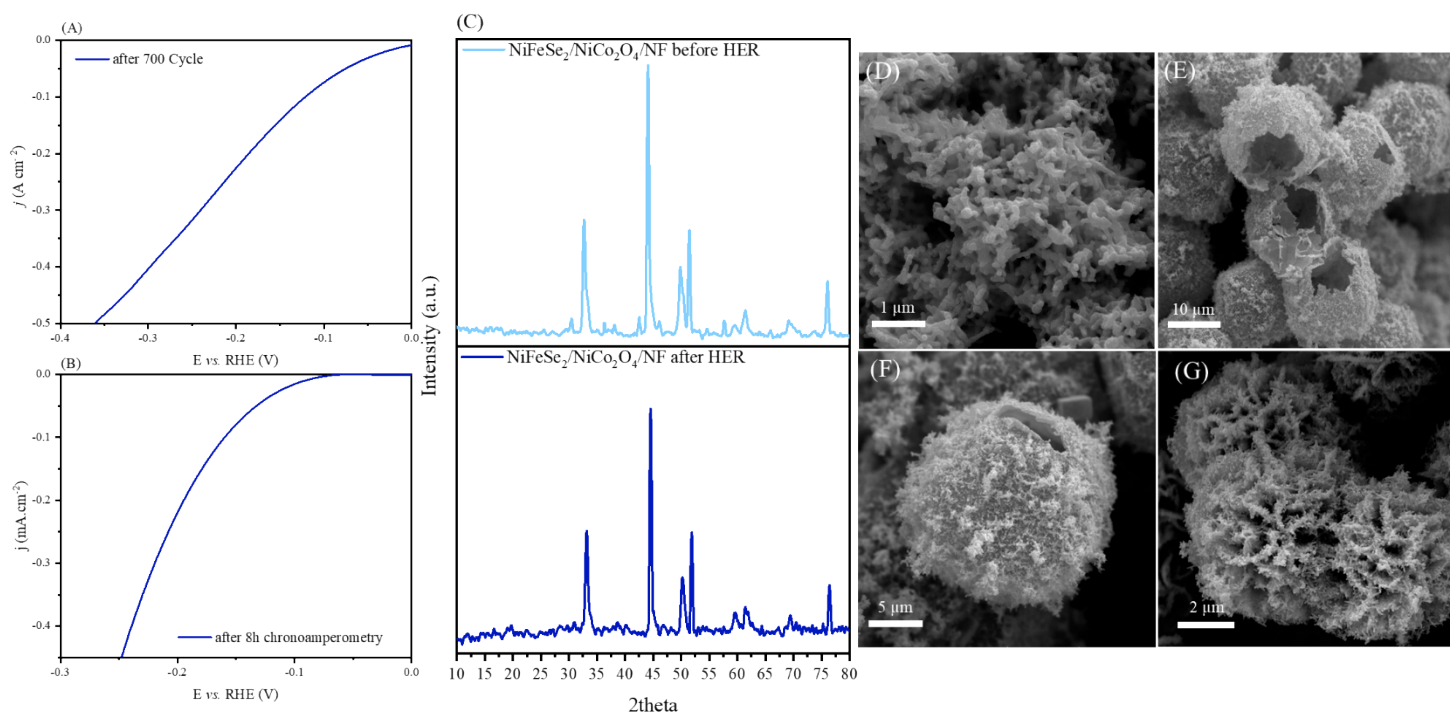 (A)
after 700 Cycle
0.0
-0.1
-0.2
-0.3
-0.4
-0.5
j (A cm⁻²)
-0.4 -0.3 -0.2 -0.1 0.0
E vs. RHE (V)
(B)
after 8h chronoamperometry
0.0
-0.1
-0.2
-0.3
-0.4
j (mA.cm⁻²)
-0.3 -0.2 -0.1 0.0
E vs. RHE (V)
(C)
NiFeSe₂/NiCo₂O₄/NF before HER
NiFeSe₂/NiCo₂O₄/NF after HER
Intensity (a.u.)
10 15 20 25 30 35 40 45 50 55 60 65 70 75 80
2theta
(D)
1 µm
(E)
10 µm
(F)
5 µm
(G)
2 µm